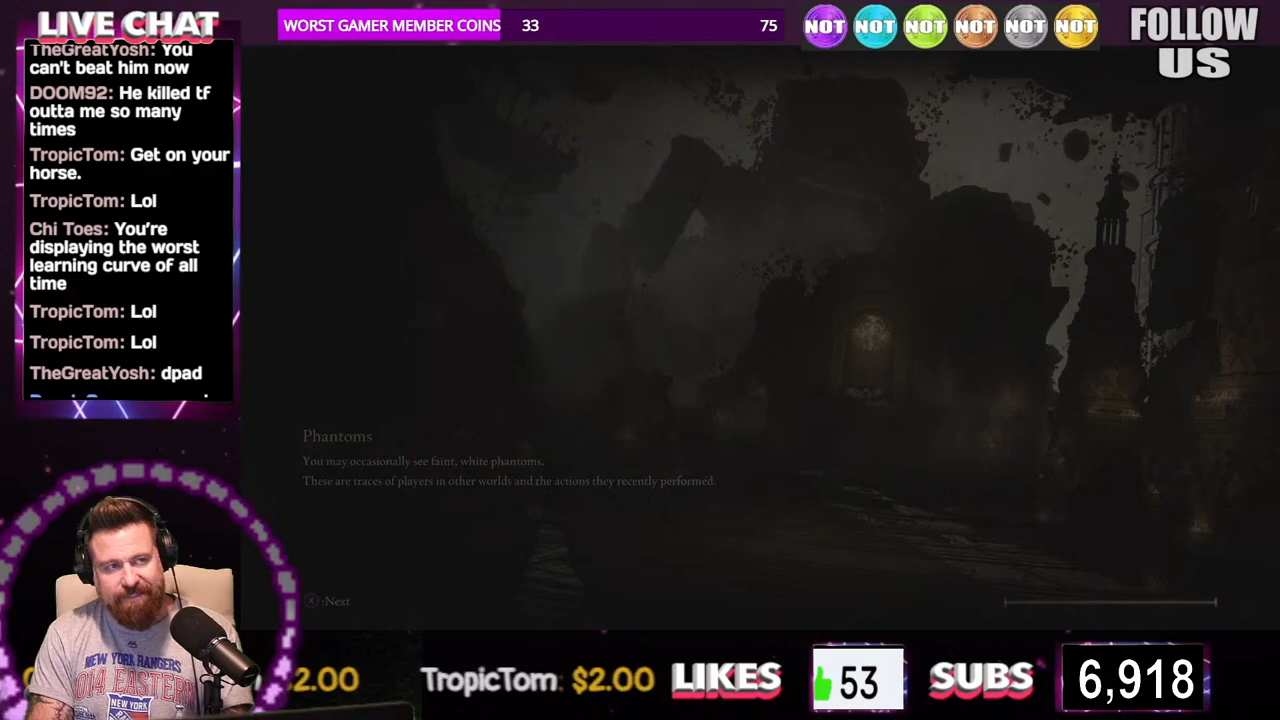 LIVE CHAT
WORST GAMER MEMBER COINS 33 75
NOT NOT NOT NOT NOT NOT
FOLLOW
US
TheGreatYosh: You
can't beat him now
DOOM92: He killed tf
outta me so many
times
TropicTom: Get on your
horse.
TropicTom: Lol
Chi Toes: You're
displaying the worst
learning curve of all
time
TropicTom: Lol
TropicTom: Lol
TheGreatYosh: dpad
Phantoms
You may occasionally see faint, white phantoms.
These are traces of players in other worlds and the actions they recently performed.
:Next
NEW YORK RANGERS
2014 EASTERN
NEW YORK
$2.00 TropicTom: $2.00
LIKES 53 SUBS 6,918